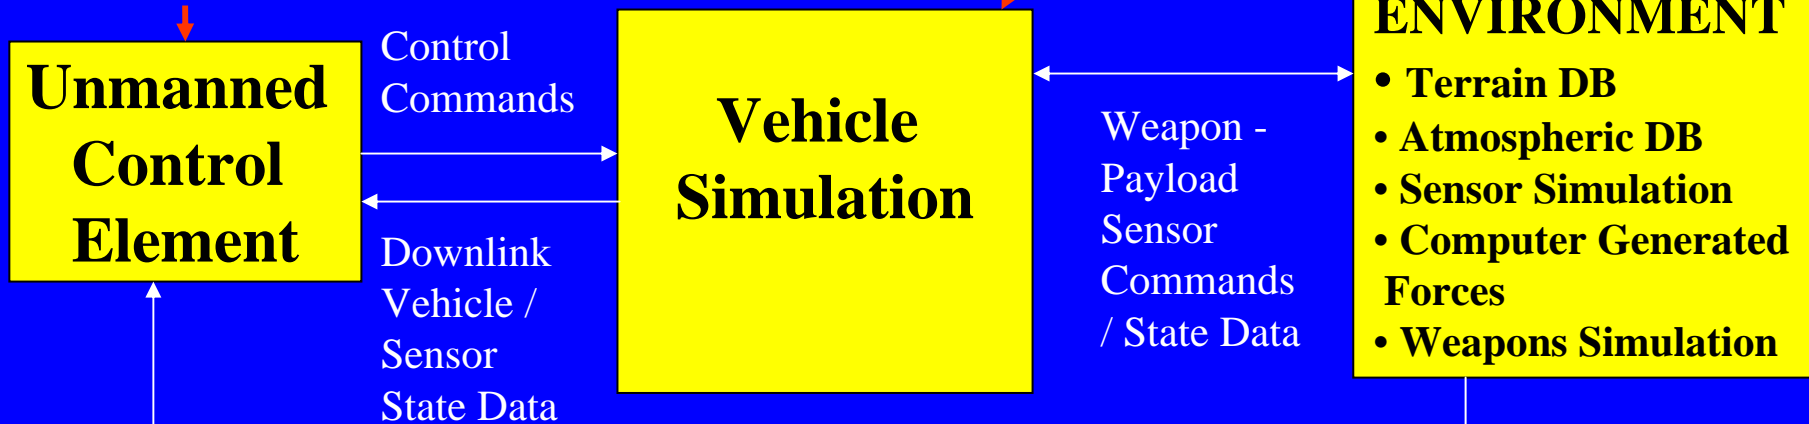 Unmanned
Control
Element
Control
Commands
Downlink
Vehicle /
Sensor
State Data
Vehicle
Simulation
Weapon -
Payload
Sensor
Commands
/ State Data
ENVIRONMENT
• Terrain DB
• Atmospheric DB
• Sensor Simulation
• Computer Generated
Forces
• Weapons Simulation